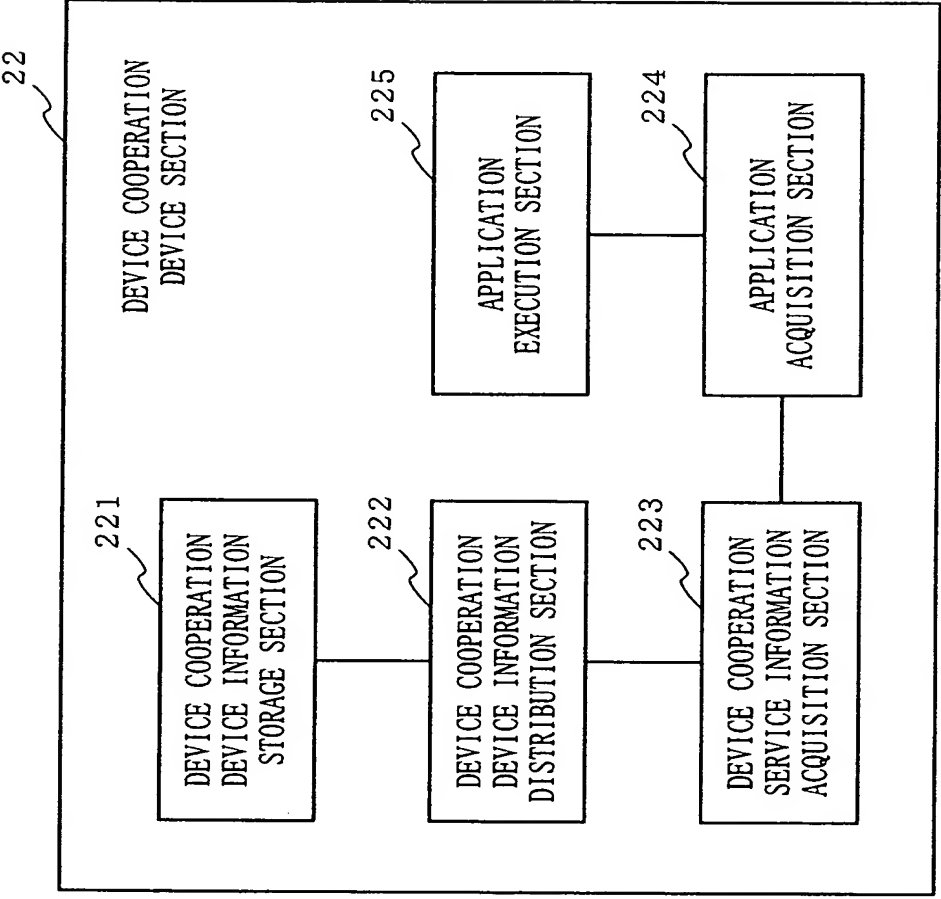 22
DEVICE COOPERATION
DEVICE SECTION
221
DEVICE COOPERATION
DEVICE INFORMATION
STORAGE SECTION
222
DEVICE COOPERATION
DEVICE INFORMATION
DISTRIBUTION SECTION
223
DEVICE COOPERATION
SERVICE INFORMATION
ACQUISITION SECTION
225
APPLICATION
EXECUTION SECTION
224
APPLICATION
ACQUISITION SECTION